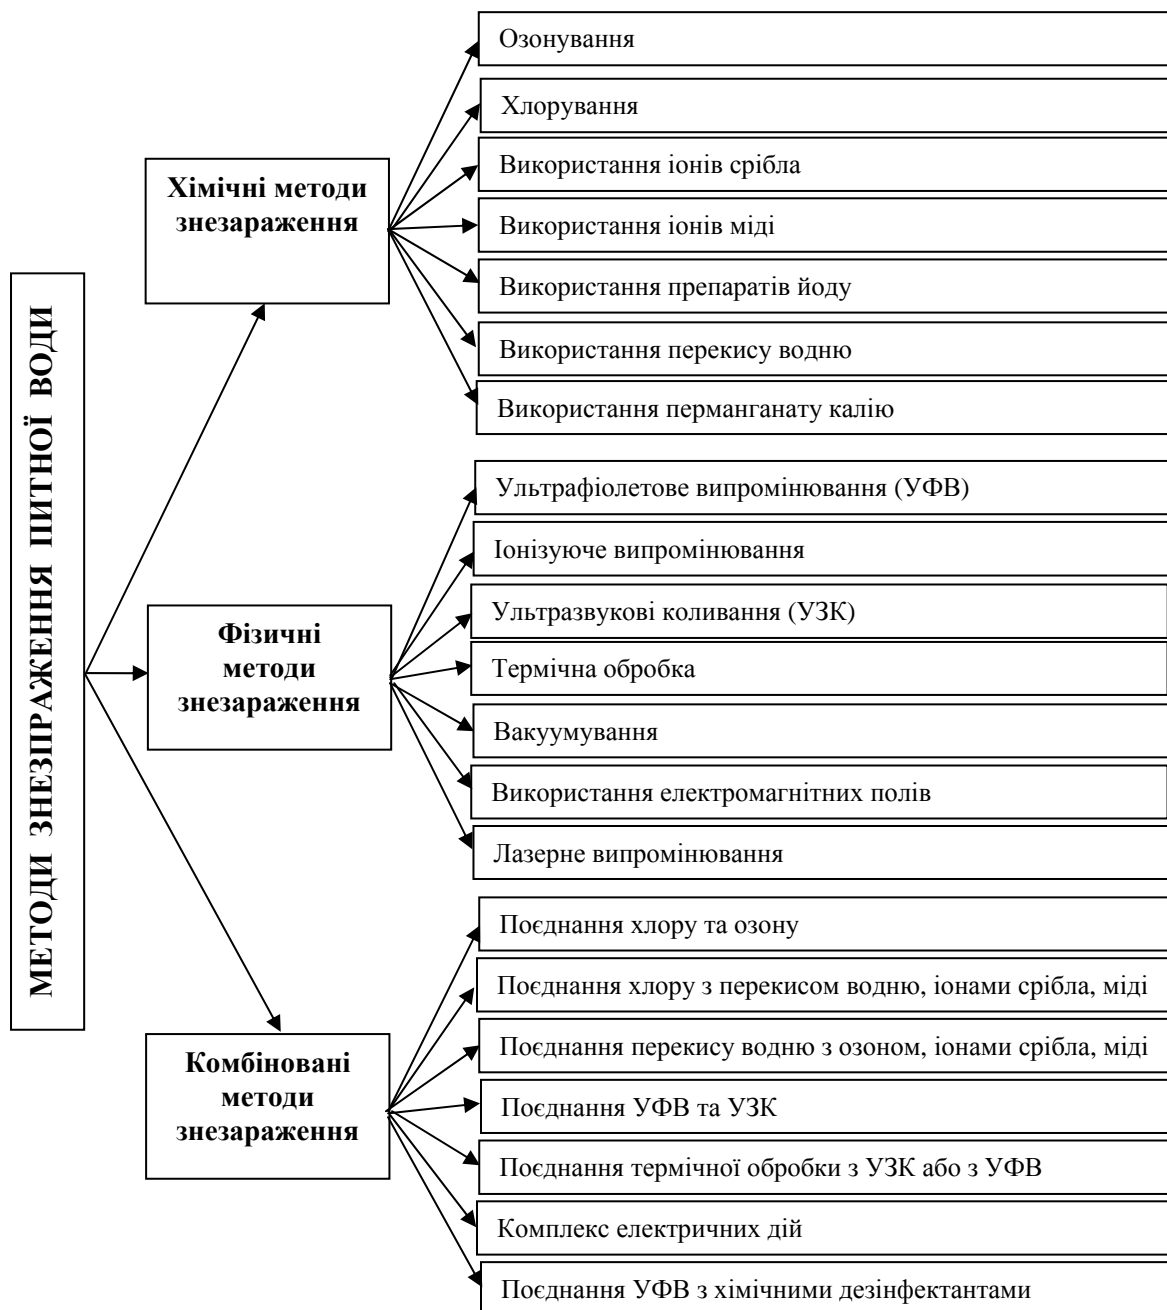 МЕТОДИ ЗНЕЗПРАЖЕННЯ ПИТНОЇ ВОДИ
Хімічні методи
знезараження
Озонування
Хлорування
Використання іонів срібла
Використання іонів міді
Використання препаратів йоду
Використання перекису водню
Використання перманганату калію
Фізичні
методи
знезараження
Ультрафіолетове випромінювання (УФВ)
Іонізуюче випромінювання
Ультразвукові коливання (УЗК)
Термічна обробка
Вакуумування
Використання електромагнітних полів
Лазерне випромінювання
Комбіновані
методи
знезараження
Поєднання хлору та озону
Поєднання хлору з перекисом водню, іонами срібла, міді
Поєднання перекису водню з озоном, іонами срібла, міді
Поєднання УФВ та УЗК
Поєднання термічної обробки з УЗК або з УФВ
Комплекс електричних дій
Поєднання УФВ з хімічними дезінфектантами